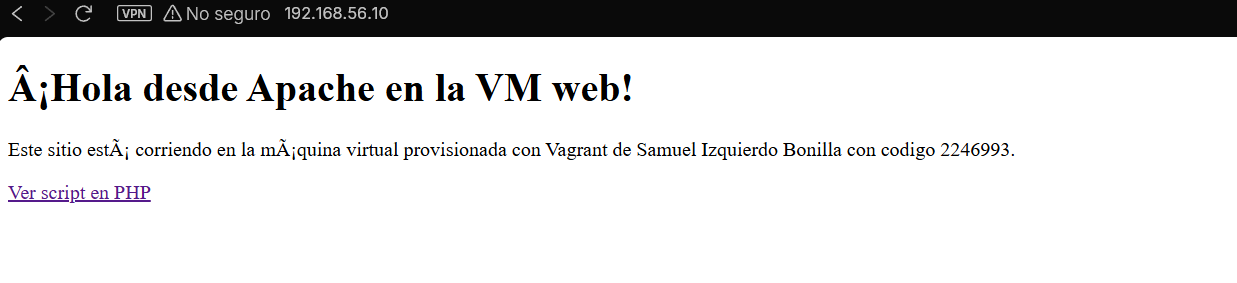 VPN No seguro 192.168.56.10
Â¡Hola desde Apache en la VM web!
Este sitio estÃ¡ corriendo en la mÃ¡quina virtual provisionada con Vagrant de Samuel Izquierdo Bonilla con codigo 2246993.
Ver script en PHP